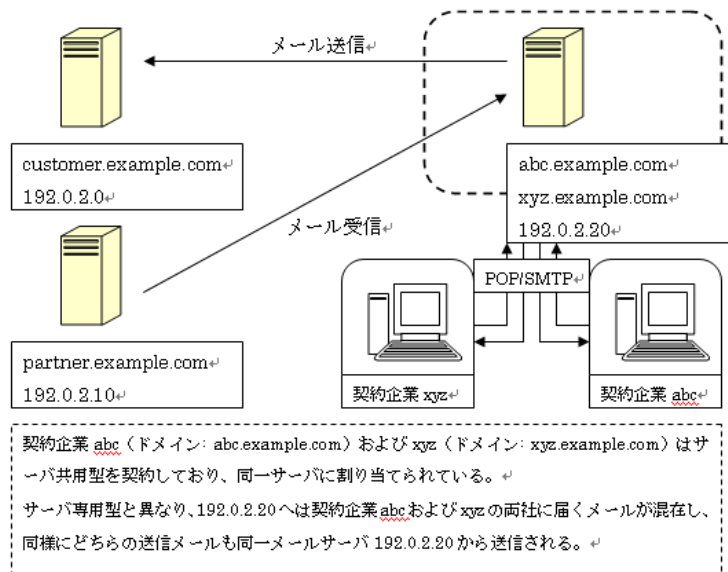 メール送信
customer.example.com
192.0.2.0
abc.example.com
xyz.example.com
192.0.2.20
メール受信
partner.example.com
192.0.2.10
POP/SMTP
契約企業 xyz
契約企業 abc
契約企業 abc（ドメイン: abc.example.com）および xyz（ドメイン: xyz.example.com）はサ
ーバ共用型を契約しており、同一サーバに割り当てられている。
サーバ専用型と異なり、192.0.2.20 へは契約企業 abc および xyz の両社に届くメールが混在し、
同様にどちらの送信メールも同一メールサーバ 192.0.2.20 から送信される。